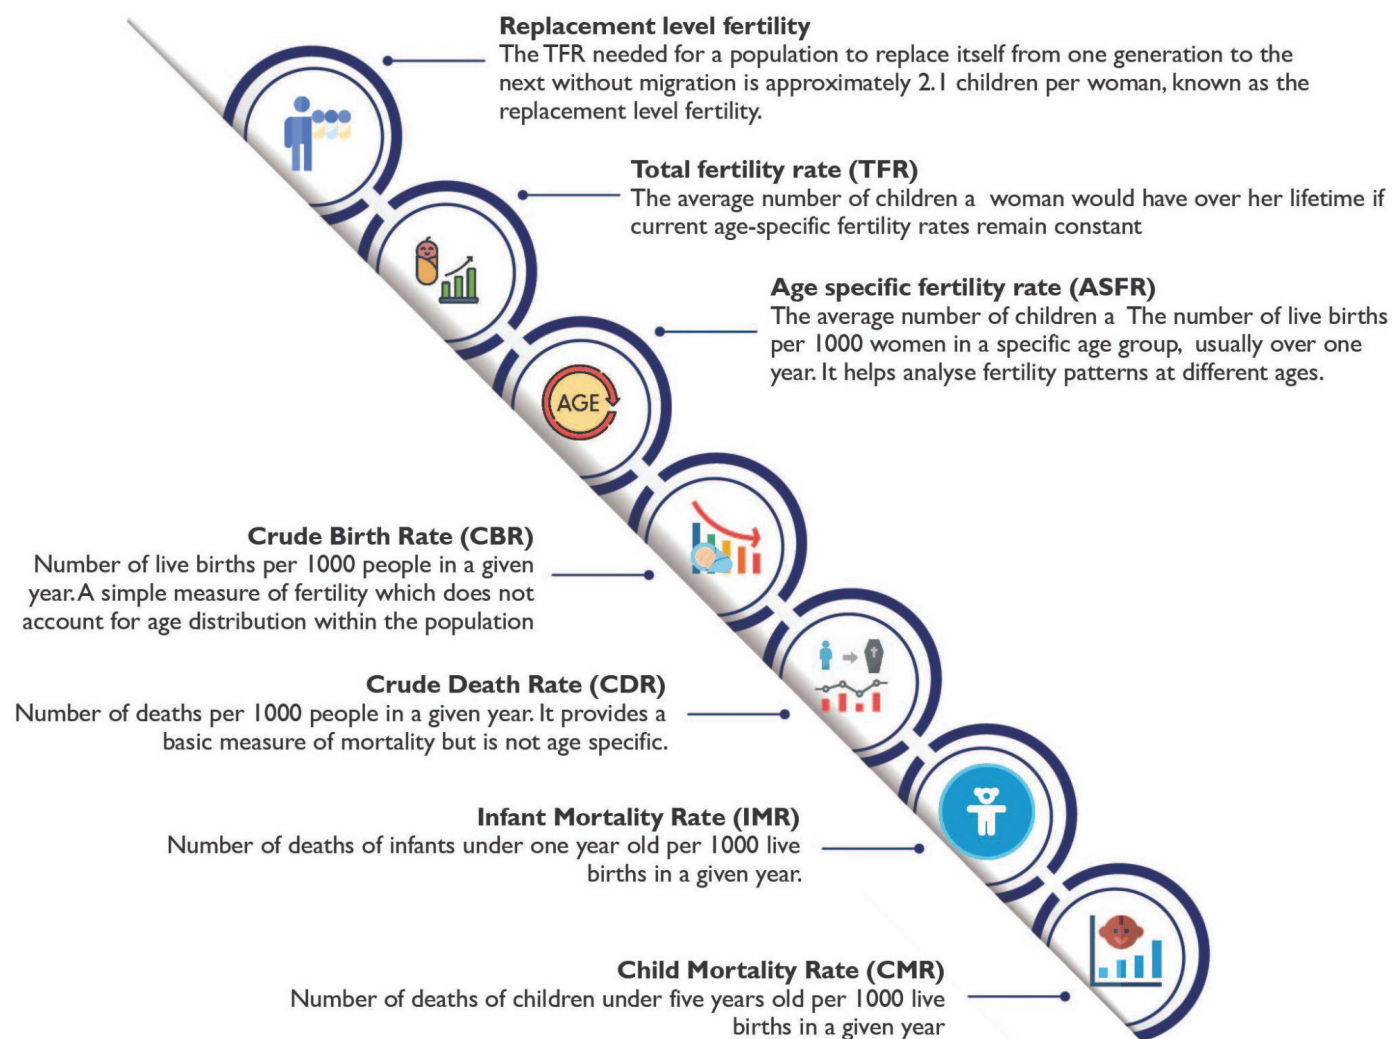 Replacement level fertility
The TFR needed for a population to replace itself from one generation to the
next without migration is approximately 2.1 children per woman, known as the
replacement level fertility.
Total fertility rate (TFR)
The average number of children a woman would have over her lifetime if
current age-specific fertility rates remain constant
Age specific fertility rate (ASFR)
The average number of children a The number of live births
per 1000 women in a specific age group, usually over one
year. It helps analyse fertility patterns at different ages.
AGE
Crude Birth Rate (CBR)
Number of live births per 1000 people in a given
year. A simple measure of fertility which does not
account for age distribution within the population
Crude Death Rate (CDR)
Number of deaths per 1000 people in a given year. It provides a
basic measure of mortality but is not age specific.
Infant Mortality Rate (IMR)
Number of deaths of infants under one year old per 1000 live
births in a given year.
Child Mortality Rate (CMR)
Number of deaths of children under five years old per 1000 live
births in a given year